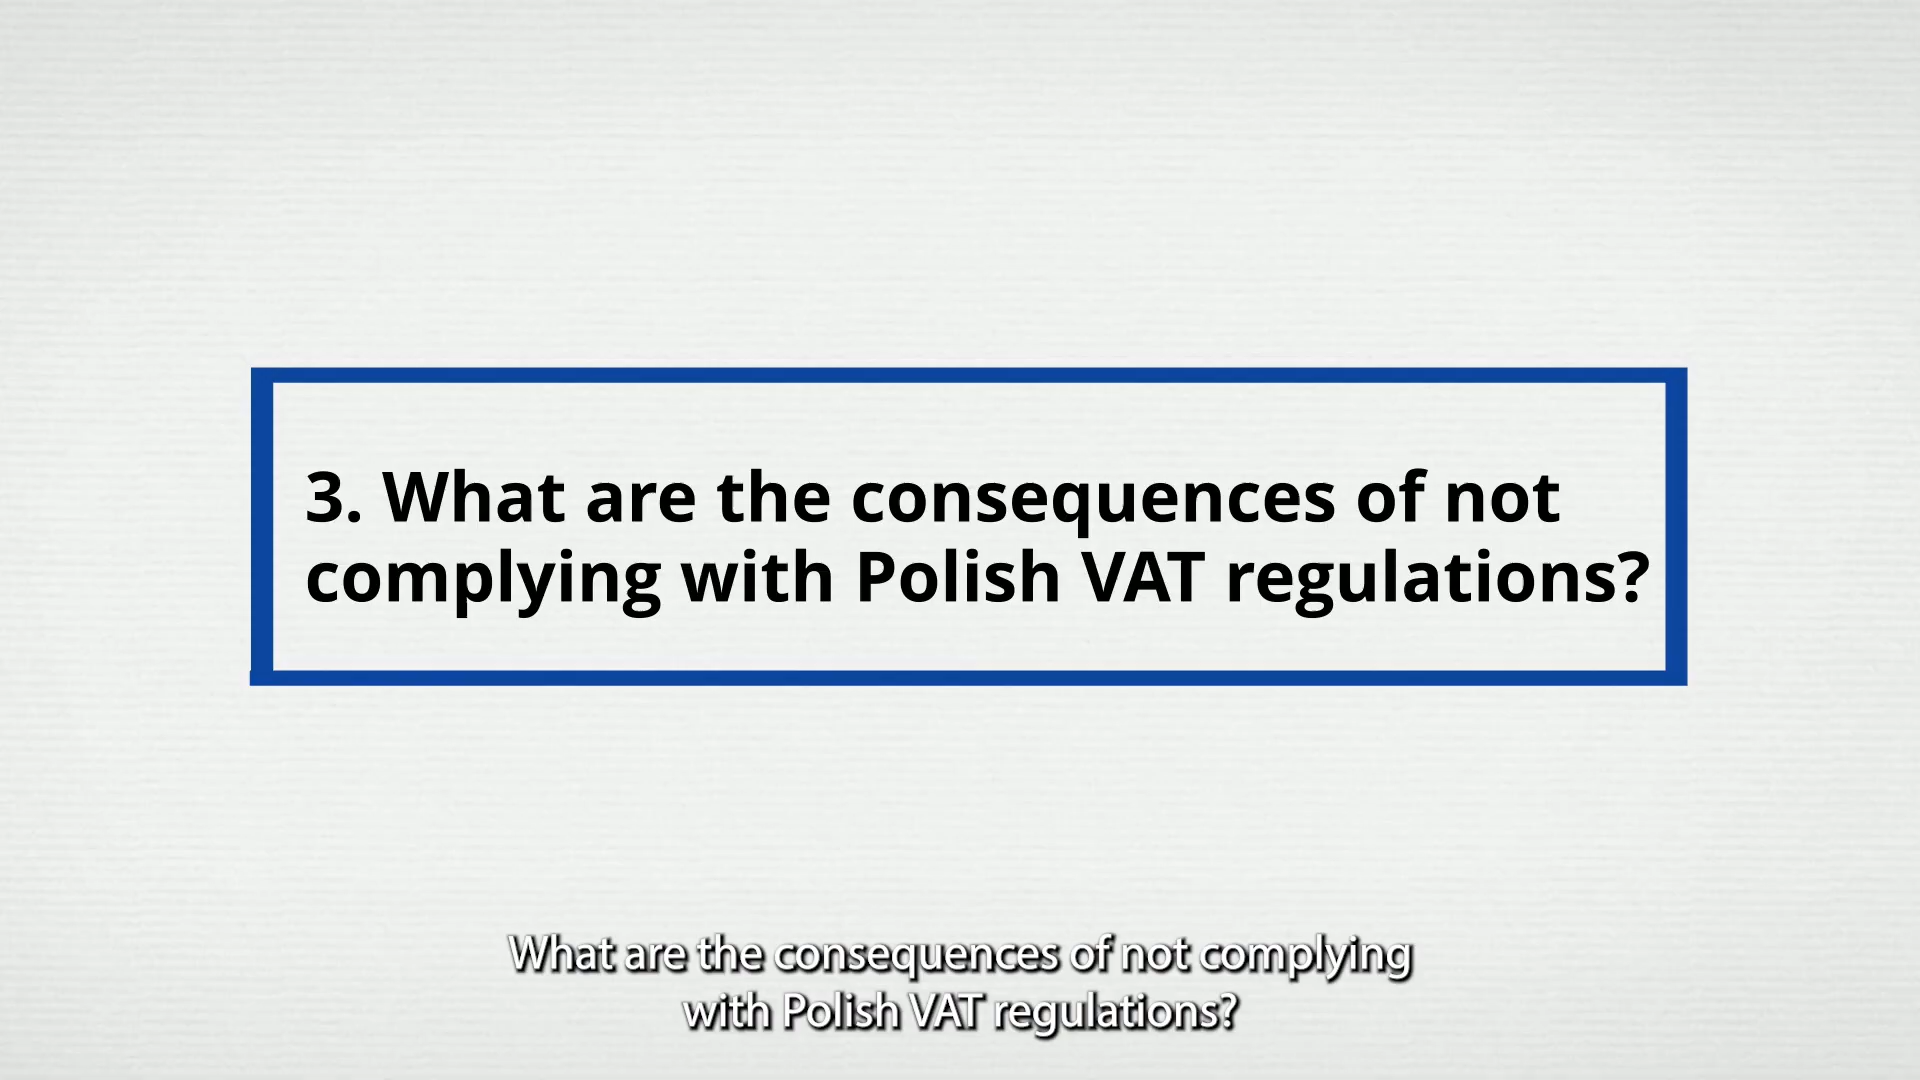 3. What are the consequences of not
complying with Polish VAT regulations?
What are the consequences of not complying
with Polish VAT regulations?